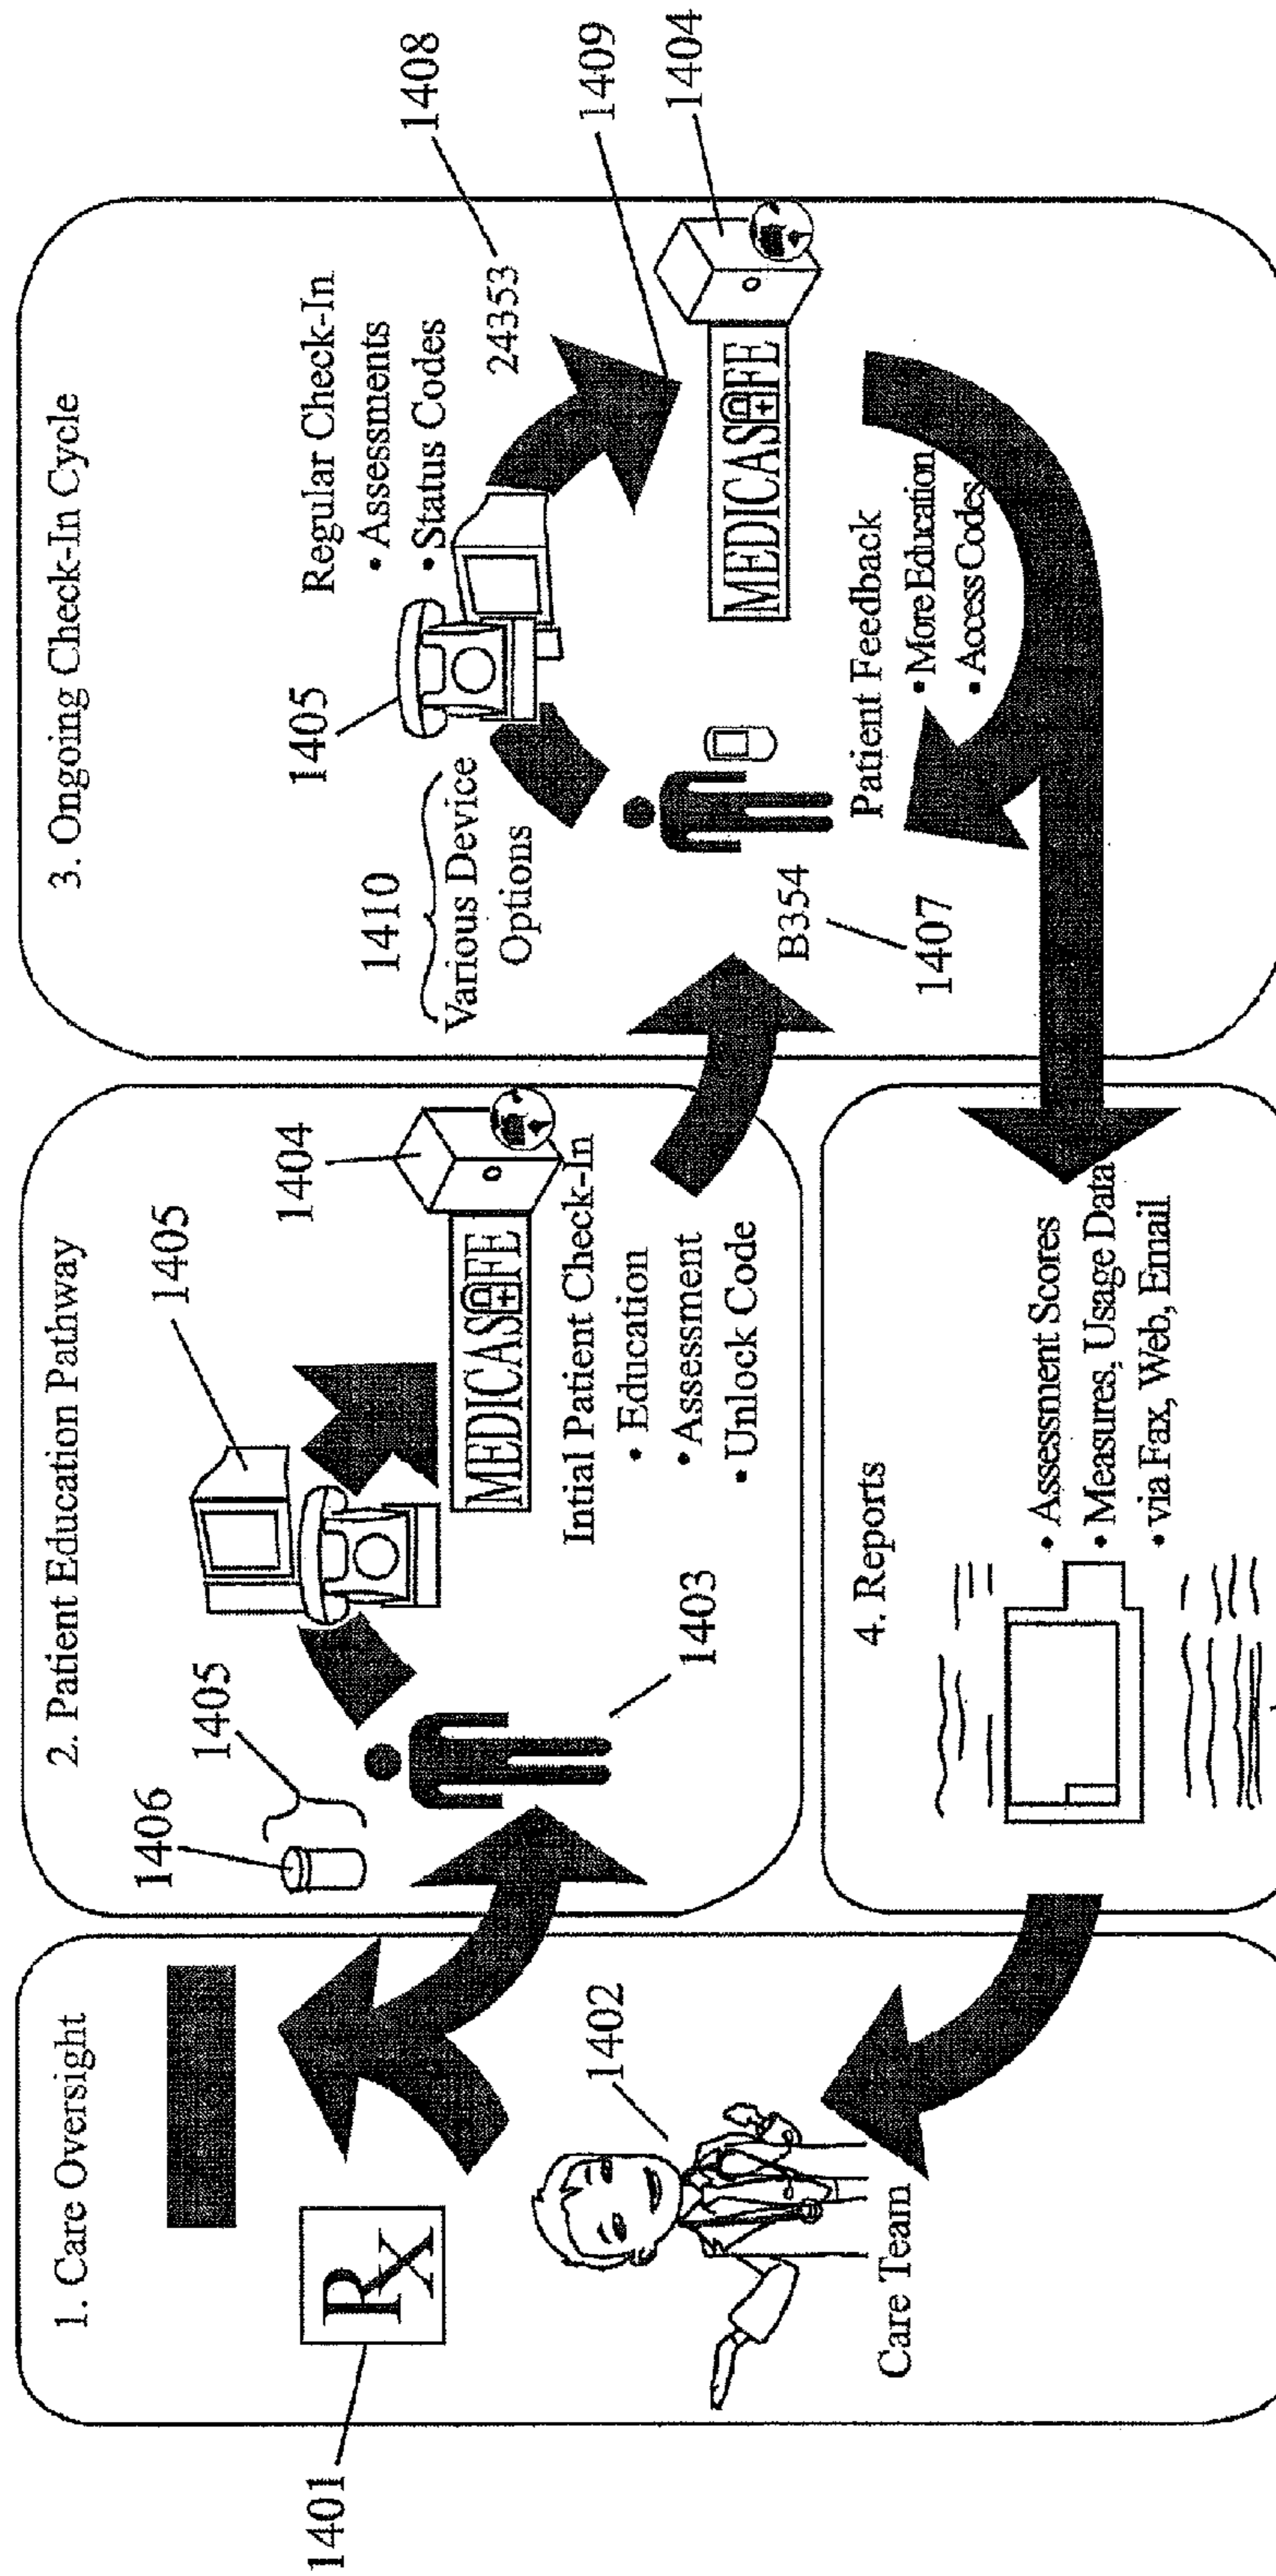 1. Care Oversight
1401
Rx
1402
Care Team
2. Patient Education Pathway
1406
1405
1405
1404
1403
MEDICASAFE
Intial Patient Check-In
• Education
• Assessment
• Unlock Code
3. Ongoing Check-In Cycle
1410
Various Device
Options
1405
Regular Check-In
• Assessments
• Status Codes
24353
1408
1409
1404
MEDICASAFE
B354
1407
Patient Feedback
• More Education
• Access Codes
4. Reports
• Assessment Scores
• Measures, Usage Data
• via Fax, Web, Email